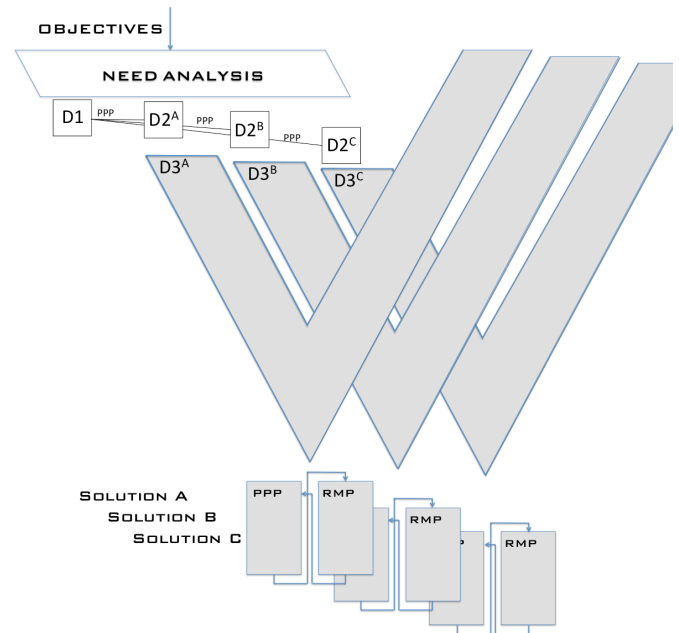 OBJECTIVES
NEED ANALYSIS
D1 PPP D2A PPP D2B PPP D2C
D3A D3B D3C
SOLUTION A
SOLUTION B
SOLUTION C
PPP RMP
RMP
RMP